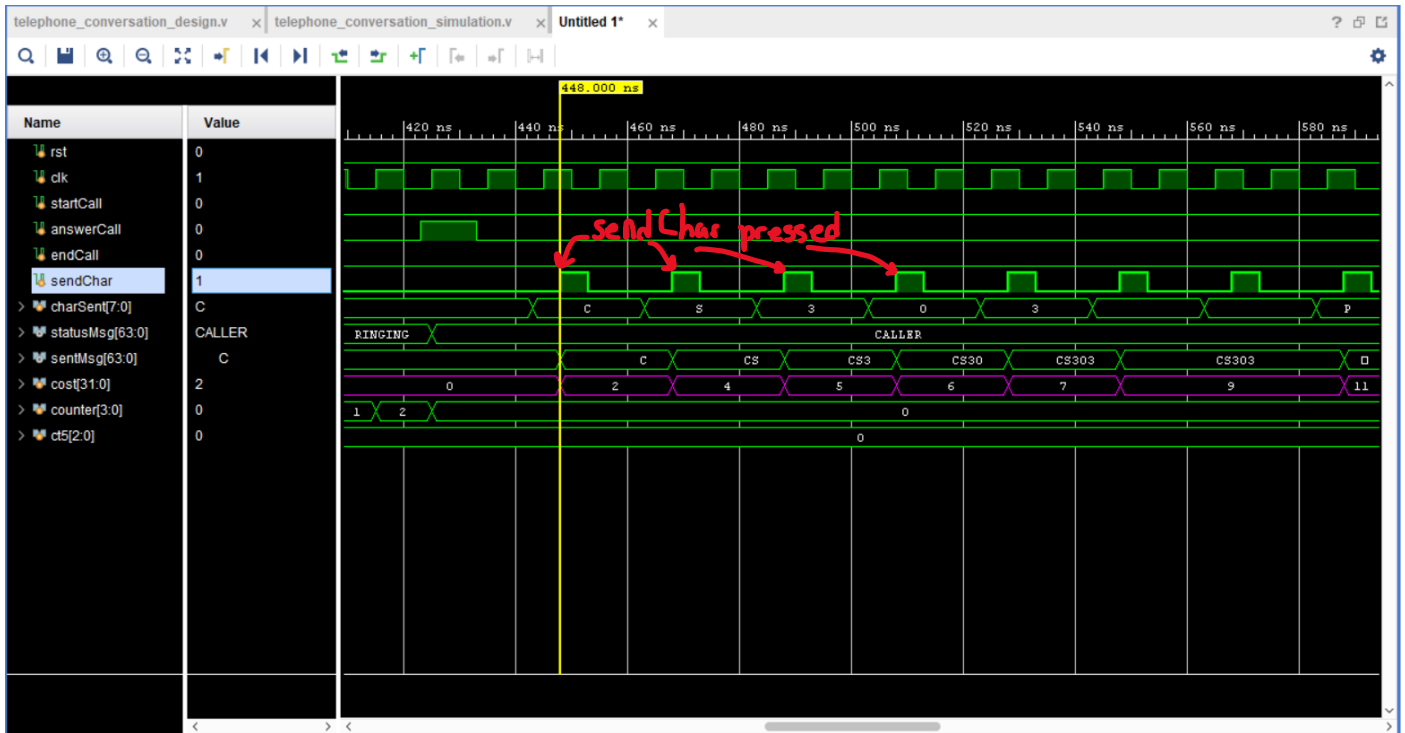 telephone_conversation_design.v × telephone_conversation_simulation.v × Untitled 1* × ?
448.000 ns
Name Value
420 ns 440 ns 460 ns 480 ns 500 ns 520 ns 540 ns 560 ns 580 ns
rst 0
clk 1
startCall 0
answerCall 0
sendChar pressed
endCall 0
sendChar 1
charSent[7:0] C C S 3 0 3 P
statusMsg[63:0] CALLER RINGING CALLER
sentMsg[63:0] C C CS CS3 CS30 CS303 CS303
cost[31:0] 2 0 2 4 5 6 7 9 11
counter[3:0] 0 1 2 0
ct5[2:0] 0 0